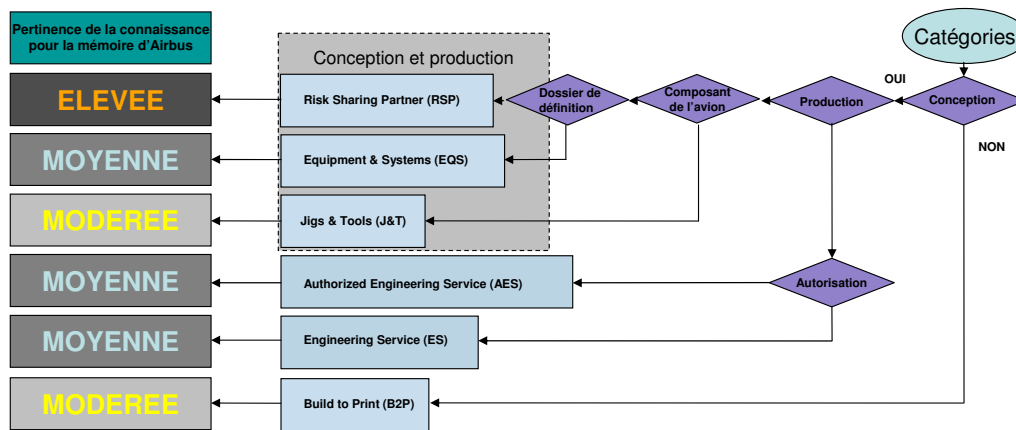 Pertinence de la connaissance
pour la mémoire d'Airbus
Catégories
Conception et production
OUI
ELEVEE
Risk Sharing Partner (RSP)
Dossier de
définition
Composant
de l'avion
Production
Conception
NON
MOYENNE
Equipment & Systems (EQS)
MODEREE
Jigs & Tools (J&T)
MOYENNE
Authorized Engineering Service (AES)
Autorisation
MOYENNE
Engineering Service (ES)
MODEREE
Build to Print (B2P)